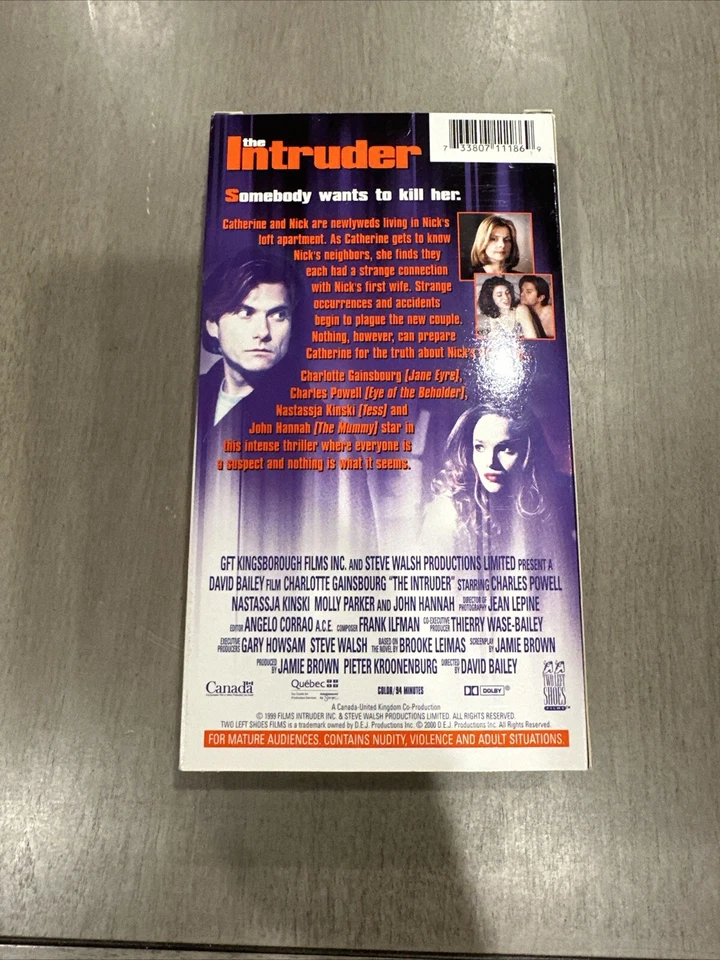 the
Intruder
7 33807 11186 9
Somebody wants to kill her.
Catherine and Nick are newlyweds living in Nick's
loft apartment. As Catherine gets to know
Nick's neighbors, she finds they
each had a strange connection
with Nick's first wife. Strange
occurrences and accidents
begin to plague the new couple.
Nothing, however, can prepare
Catherine for the truth about Nick's
Charlotte Gainsbourg [Jane Eyre],
Charles Powell [Eye of the Beholder],
Nastassja Kinski [Tess] and
John Hannah [The Mummy] star in
this intense thriller where everyone is
a suspect and nothing is what it seems.
GFT KINGSBOROUGH FILMS INC. AND STEVE WALSH PRODUCTIONS LIMITED PRESENT A
DAVID BAILEY FILM CHARLOTTE GAINSBOURG "THE INTRUDER" STARRING CHARLES POWELL
NASTASSJA KINSKI MOLLY PARKER AND JOHN HANNAH DIRECTOR OF PHOTOGRAPHY JEAN LEPINE
EDITOR ANGELO CORRAO A.C.E. COMPOSER FRANK ILFMAN CO-EXECUTIVE PRODUCER THIERRY WASE-BAILEY
EXECUTIVE PRODUCERS GARY HOWSAM STEVE WALSH BASED ON THE NOVEL BY BROOKE LEIMAS SCREENPLAY BY JAMIE BROWN
PRODUCED BY JAMIE BROWN PIETER KROONENBURG DIRECTED BY DAVID BAILEY
Canada
Québec
COLOR/94 MINUTES
DOLBY®
TWO LEFT
SHOES
FILMS
A Canada-United Kingdom Co-Production
© 1999 FILMS INTRUDER INC. & STEVE WALSH PRODUCTIONS LIMITED. ALL RIGHTS RESERVED.
TWO LEFT SHOES FILMS is a trademark owned by D.E.J. Productions Inc. © 2000 D.E.J. Productions Inc. All Rights Reserved.
FOR MATURE AUDIENCES. CONTAINS NUDITY, VIOLENCE AND ADULT SITUATIONS.